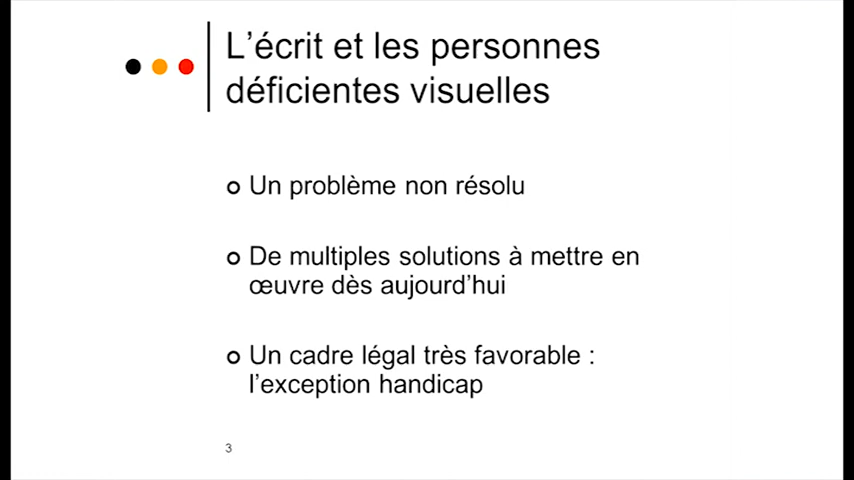 L’écrit et les personnes
déficientes visuelles
Un problème non résolu
De multiples solutions à mettre en
œuvre dès aujourd’hui
Un cadre légal très favorable :
l’exception handicap
3